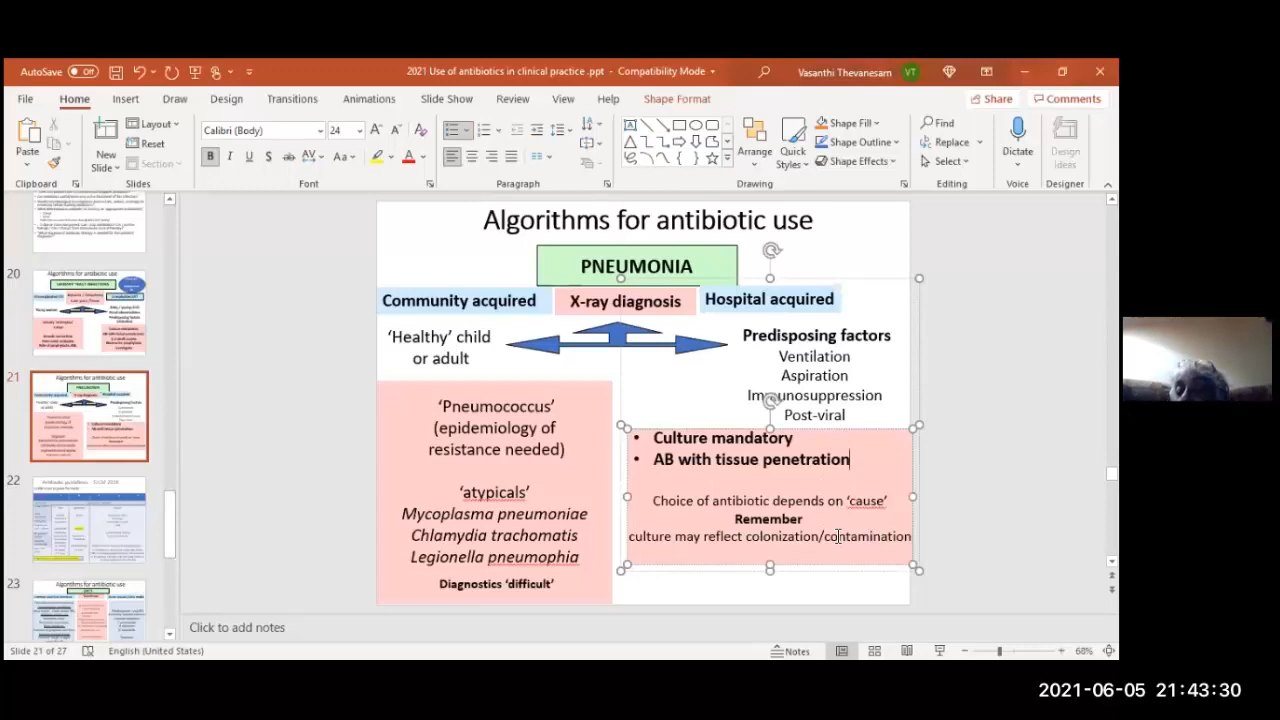 AutoSave Off
2021 Use of antibiotics in clinical practice .ppt - Compatibility Mode
Vasanthi Thevanesam VT
File Home Insert Draw Design Transitions Animations Slide Show Review View Help Shape Format
Share Comments
Paste
Clipboard
New Slide
Layout
Reset
Section
Slides
Calibri (Body) 24
B I U S ab AV Aa A
Font
Paragraph
Arrange
Quick Styles
Shape Fill
Shape Outline
Shape Effects
Drawing
Find
Replace
Select
Editing
Dictate
Voice
Design Ideas
Designer
20
21
22
23
Algorithms for antibiotic use
PNEUMONIA
Community acquired
X-ray diagnosis
Hospital acquired
‘Healthy’ child
or adult
Predisposing factors
Ventilation
Aspiration
Immunosuppression
Post-viral
‘Pneumococcus’
(epidemiology of
resistance needed)
‘atypicals’
Mycoplasma pneumoniae
Chlamydia trachomatis
Legionella pneumopinia
Diagnostics ‘difficult’
• Culture mandatory
• AB with tissue penetration
Choice of antibiotic depends on ‘cause’
Remember
culture may reflect colonization/contamination
Click to add notes
Slide 21 of 27 English (United States) Notes 68%
2021-06-05 21:43:30